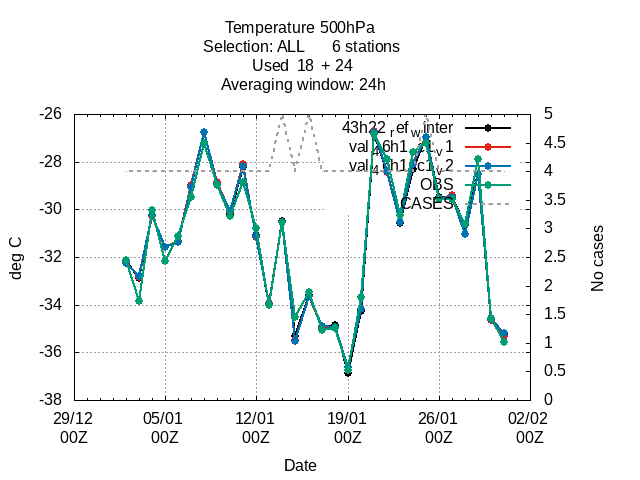 Temperature 500hPa
Selection: ALL 6 stations
Used 18 + 24
Averaging window: 24h
43h22_ref_winter
OBS
CASES
-26
-28
-30
-32
-34
-36
-38
5
4.5
4
3.5
3
2.5
2
1.5
1
0.5
0
deg C
No cases
29/12 05/01 12/01 19/01 26/01 02/02
00Z 00Z 00Z 00Z 00Z 00Z
Date